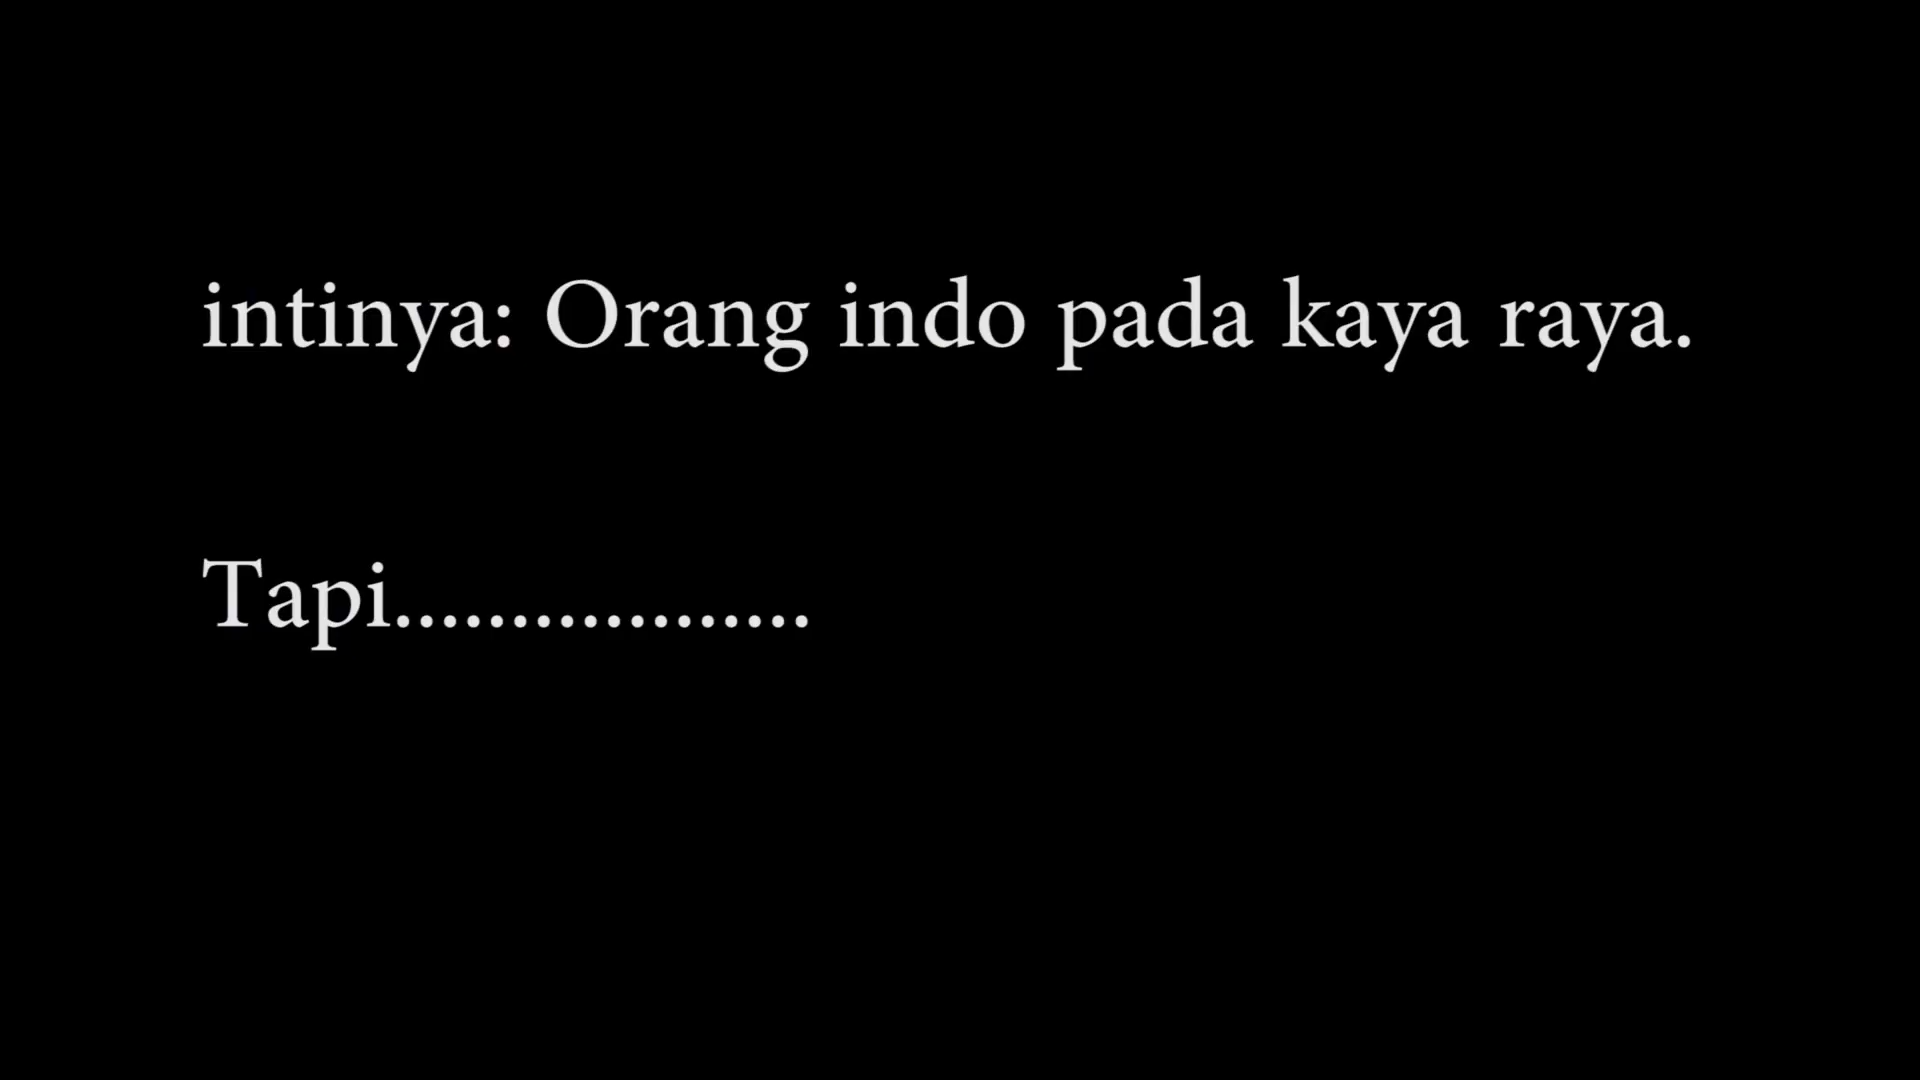 intinya: Orang indo pada kaya raya.
Tapi..................